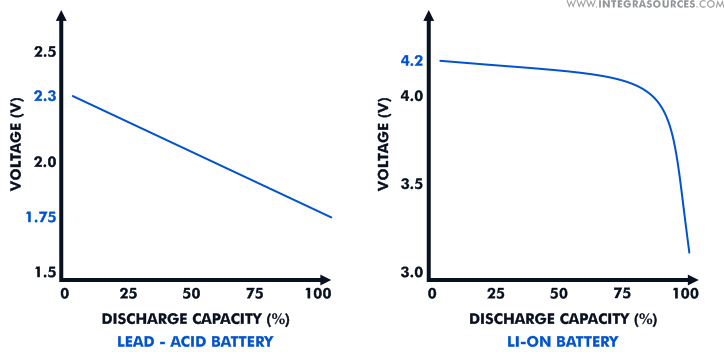 WWW.INTEGRASOURCES.COM
VOLTAGE (V)
2.5
2.3
2.0
1.75
1.5
0 25 50 75 100
DISCHARGE CAPACITY (%)
LEAD - ACID BATTERY
VOLTAGE (V)
4.2
4.0
3.5
3.0
0 25 50 75 100
DISCHARGE CAPACITY (%)
LI-ON BATTERY